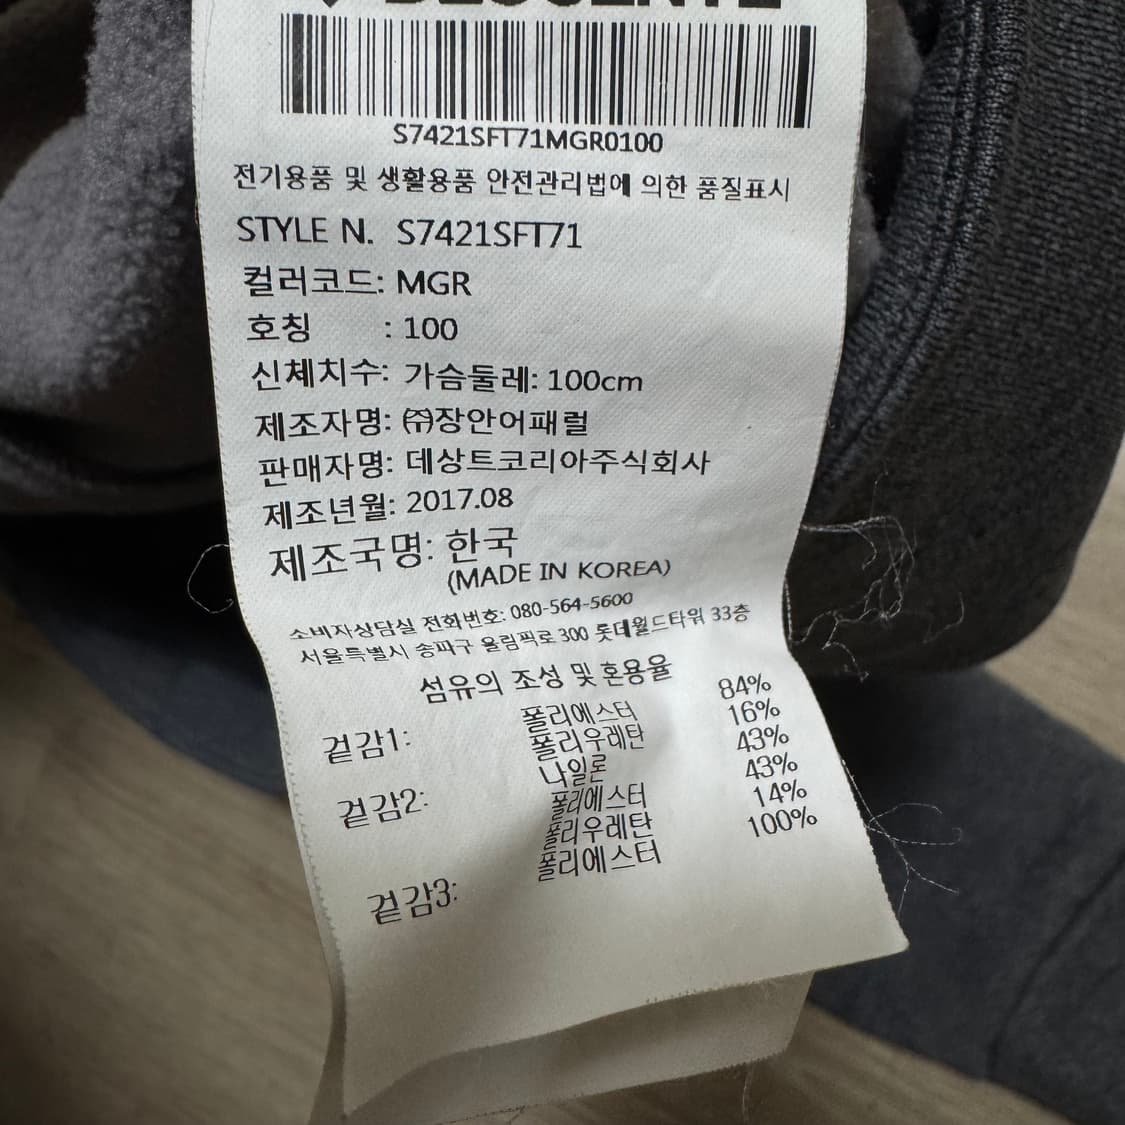 DESCENTE
S7421SFT71MGR0100
전기용품 및 생활용품 안전관리법에 의한 품질표시
STYLE N. S7421SFT71
컬러코드: MGR
호칭 : 100
신체치수: 가슴둘레: 100cm
제조자명: ㈜장안어패럴
판매자명: 데상트코리아주식회사
제조년월: 2017.08
제조국명: 한국
(MADE IN KOREA)
소비자상담실 전화번호: 080-564-5600
서울특별시 송파구 올림픽로 300 롯데월드타워 33층
섬유의 조성 및 혼용율
겉감1: 폴리에스터 84%
폴리우레탄 16%
겉감2: 나일론 43%
폴리에스터 43%
폴리우레탄 14%
겉감3: 폴리에스터 100%